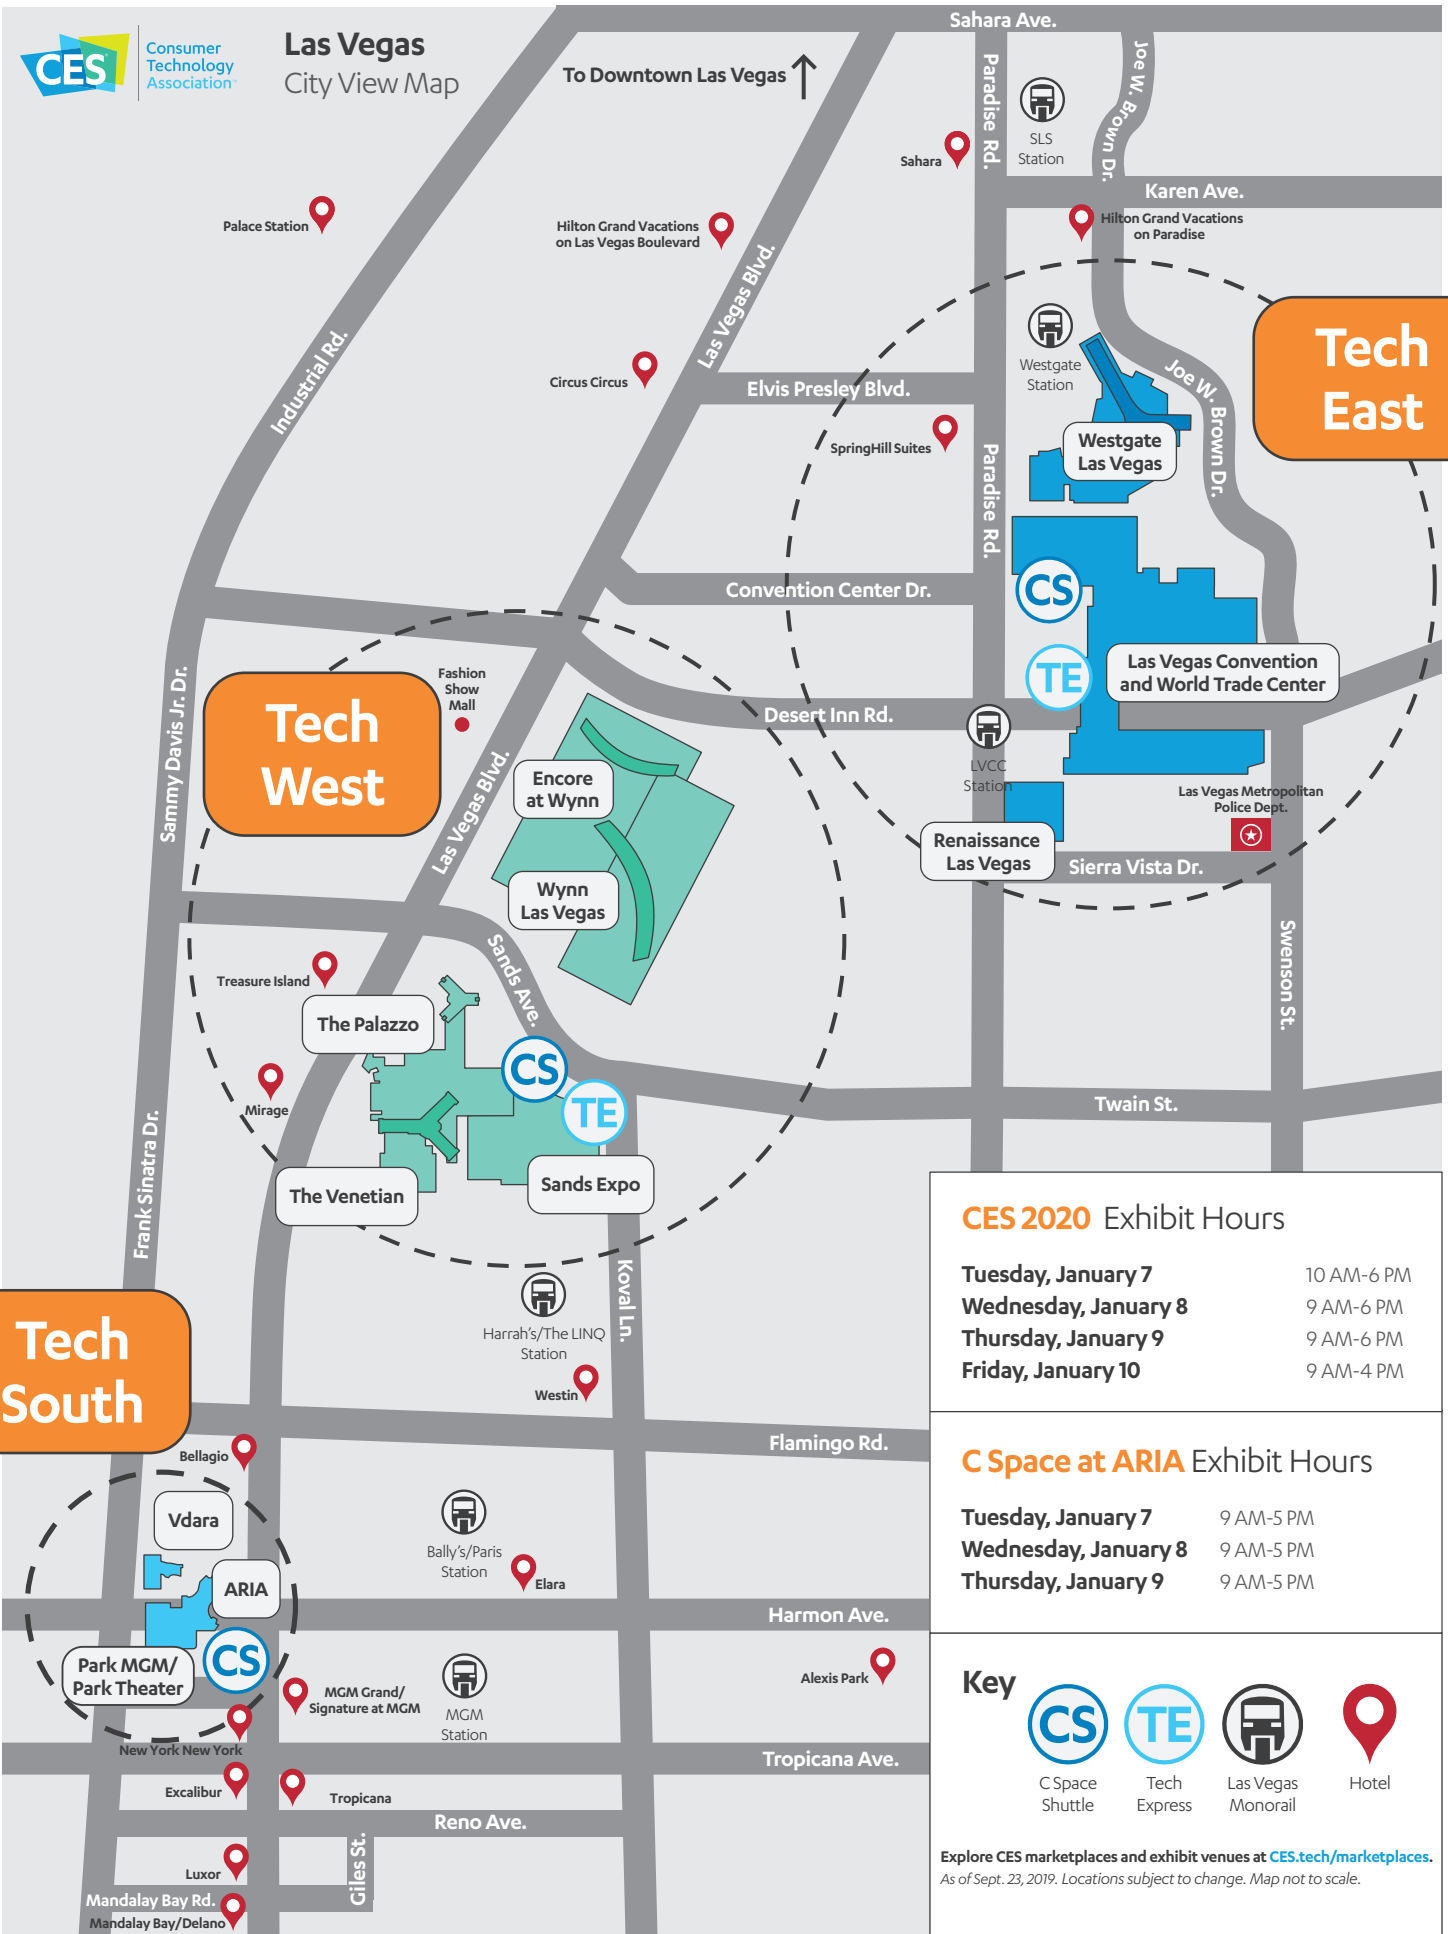 CES
Consumer
Technology
Association
Las Vegas
City View Map
To Downtown Las Vegas
Sahara Ave.
Paradise Rd.
Joe W. Brown Dr.
SLS
Station
Sahara
Karen Ave.
Palace Station
Hilton Grand Vacations
on Las Vegas Boulevard
Hilton Grand Vacations
on Paradise
Las Vegas Blvd.
Industrial Rd.
Tech
East
Westgate
Station
Circus Circus
Elvis Presley Blvd.
Joe W. Brown Dr.
SpringHill Suites
Westgate
Las Vegas
Paradise Rd.
Convention Center Dr.
CS
TE
Las Vegas Convention
and World Trade Center
Fashion
Show
Mall
Tech
West
Sammy Davis Jr. Dr.
Desert Inn Rd.
LVCC
Station
Las Vegas Blvd.
Encore
at Wynn
Las Vegas Metropolitan
Police Dept.
Renaissance
Las Vegas
Sierra Vista Dr.
Wynn
Las Vegas
Sands Ave.
Swenson St.
Treasure Island
The Palazzo
CS
TE
Mirage
Twain St.
Frank Sinatra Dr.
The Venetian
Sands Expo
Koval Ln.
Harrah's/The LINQ
Station
Westin
Tech
South
Flamingo Rd.
Bellagio
Vdara
Bally's/Paris
Station
Elara
ARIA
Harmon Ave.
CS
Park MGM/
Park Theater
Alexis Park
MGM Grand/
Signature at MGM
MGM
Station
New York New York
Tropicana Ave.
Excalibur
Tropicana
Reno Ave.
Giles St.
Luxor
Mandalay Bay Rd.
Mandalay Bay/Delano
CES 2020 Exhibit Hours
Tuesday, January 7 10 AM-6 PM
Wednesday, January 8 9 AM-6 PM
Thursday, January 9 9 AM-6 PM
Friday, January 10 9 AM-4 PM
C Space at ARIA Exhibit Hours
Tuesday, January 7 9 AM-5 PM
Wednesday, January 8 9 AM-5 PM
Thursday, January 9 9 AM-5 PM
Key
CS
TE
C Space
Shuttle
Tech
Express
Las Vegas
Monorail
Hotel
Explore CES marketplaces and exhibit venues at CES.tech/marketplaces.
As of Sept. 23, 2019. Locations subject to change. Map not to scale.